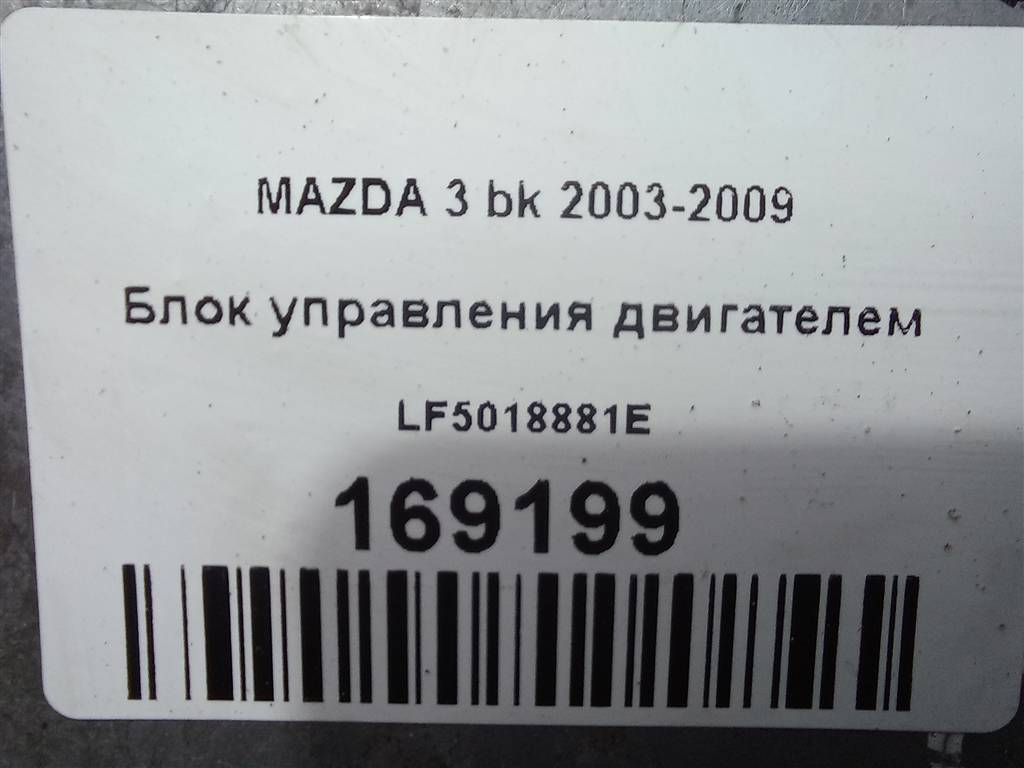 MAZDA 3 bk 2003-2009
Блок управления двигателем
LF5018881E
169199